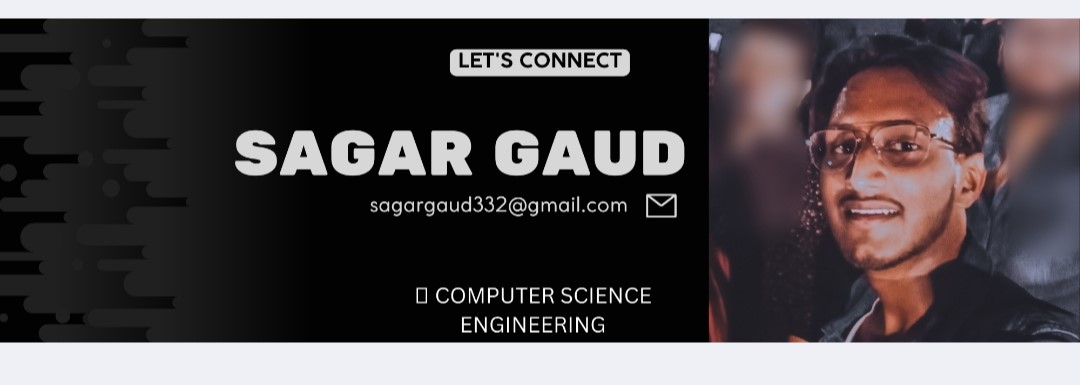 LET'S CONNECT
SAGAR GAUD
sagargaud332@gmail.com
▯ COMPUTER SCIENCE
ENGINEERING